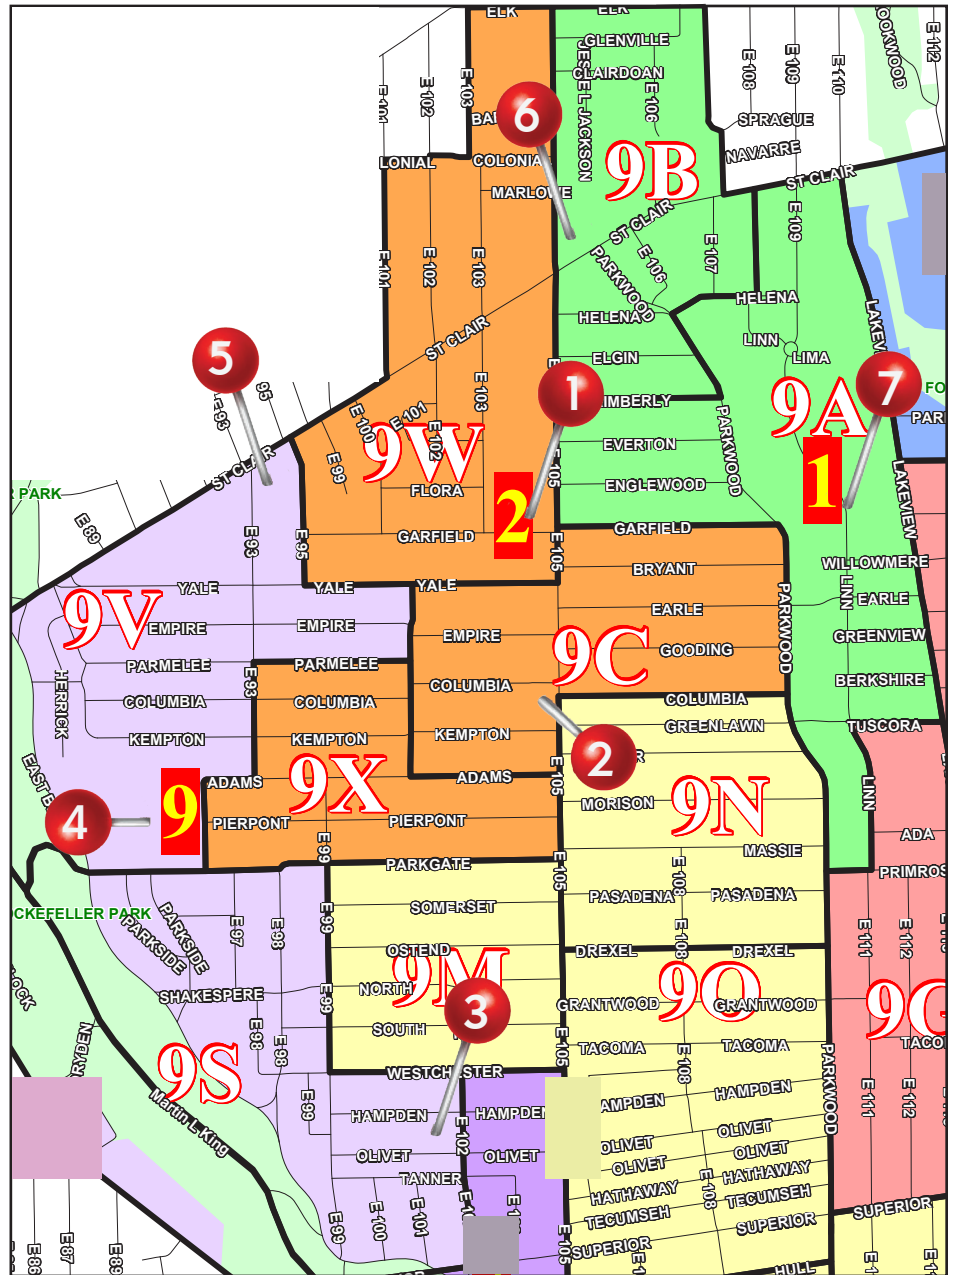 ELK
ELK
GLENVILLE
CLAIRDOAN
E 101
E 102
E 103
JESSE L JACKSON
E 106
E 108
E 109
E 110
E 112
SPRAGUE
NAVARRE
6
9B
LONIAL
COLONIAL
MARLOWE
ST CLAIR
ST CLAIR
E 101
E 102
E 103
PARKWOOD
E 106
E 107
E 109
HELENA
HELENA
LINN
LIMA
ST CLAIR
ELGIN
5
1
7
9A
E 93
95
E 100
E 101
E 103
E 102
E 99
9W
EVERTON
ENGLEWOOD
PARKWOOD
FLORA
2
1
E 105
R PARK
ST CLAIR
LAKEVIEW
E 89
E 93
E 95
GARFIELD
GARFIELD
E 105
BRYANT
WILLOWMERE
YALE
YALE
YALE
EARLE
LINN
EARLE
9V
EMPIRE
EMPIRE
EMPIRE
9C
GOODING
PARKWOOD
GREENVIEW
PARMELEE
PARMELEE
BERKSHIRE
HERRICK
E 93
COLUMBIA
COLUMBIA
COLUMBIA
COLUMBIA
KEMPTON
KEMPTON
KEMPTON
GREENLAWN
TUSCORA
2
ADAMS
9X
ADAMS
E 105
9N
LINN
4
9
PIERPONT
PIERPONT
MORISON
ADA
E 99
PARKGATE
E 105
MASSIE
PRIMROS
OCKEFELLER PARK
PARKSIDE
PARKSIDE
E 97
E 98
E 99
SOMERSET
PASADENA
E 108
PASADENA
OSTEND
DREXEL
E 108
DREXEL
E 111
E 112
9M
9O
SHAKESPERE
E 99
NORTH
GRANTWOOD
GRANTWOOD
SOUTH
3
E 98
E 98
E 105
TACOMA
TACOMA
9S
WESTCHESTER
E 108
PARKWOOD
Martin L King
E 99
HAMPDEN
HAMPDEN
HAMPDEN
E 111
E 112
E 102
OLIVET
OLIVET
OLIVET
OLIVET
OLIVET
OLIVET
TANNER
HATHAWAY
HATHAWAY
E 108
TECUMSEH
TECUMSEH
E 99
E 100
E 101
SUPERIOR
SUPERIOR
SUPERIOR
E 105
E 86
E 87
E 89
HULL